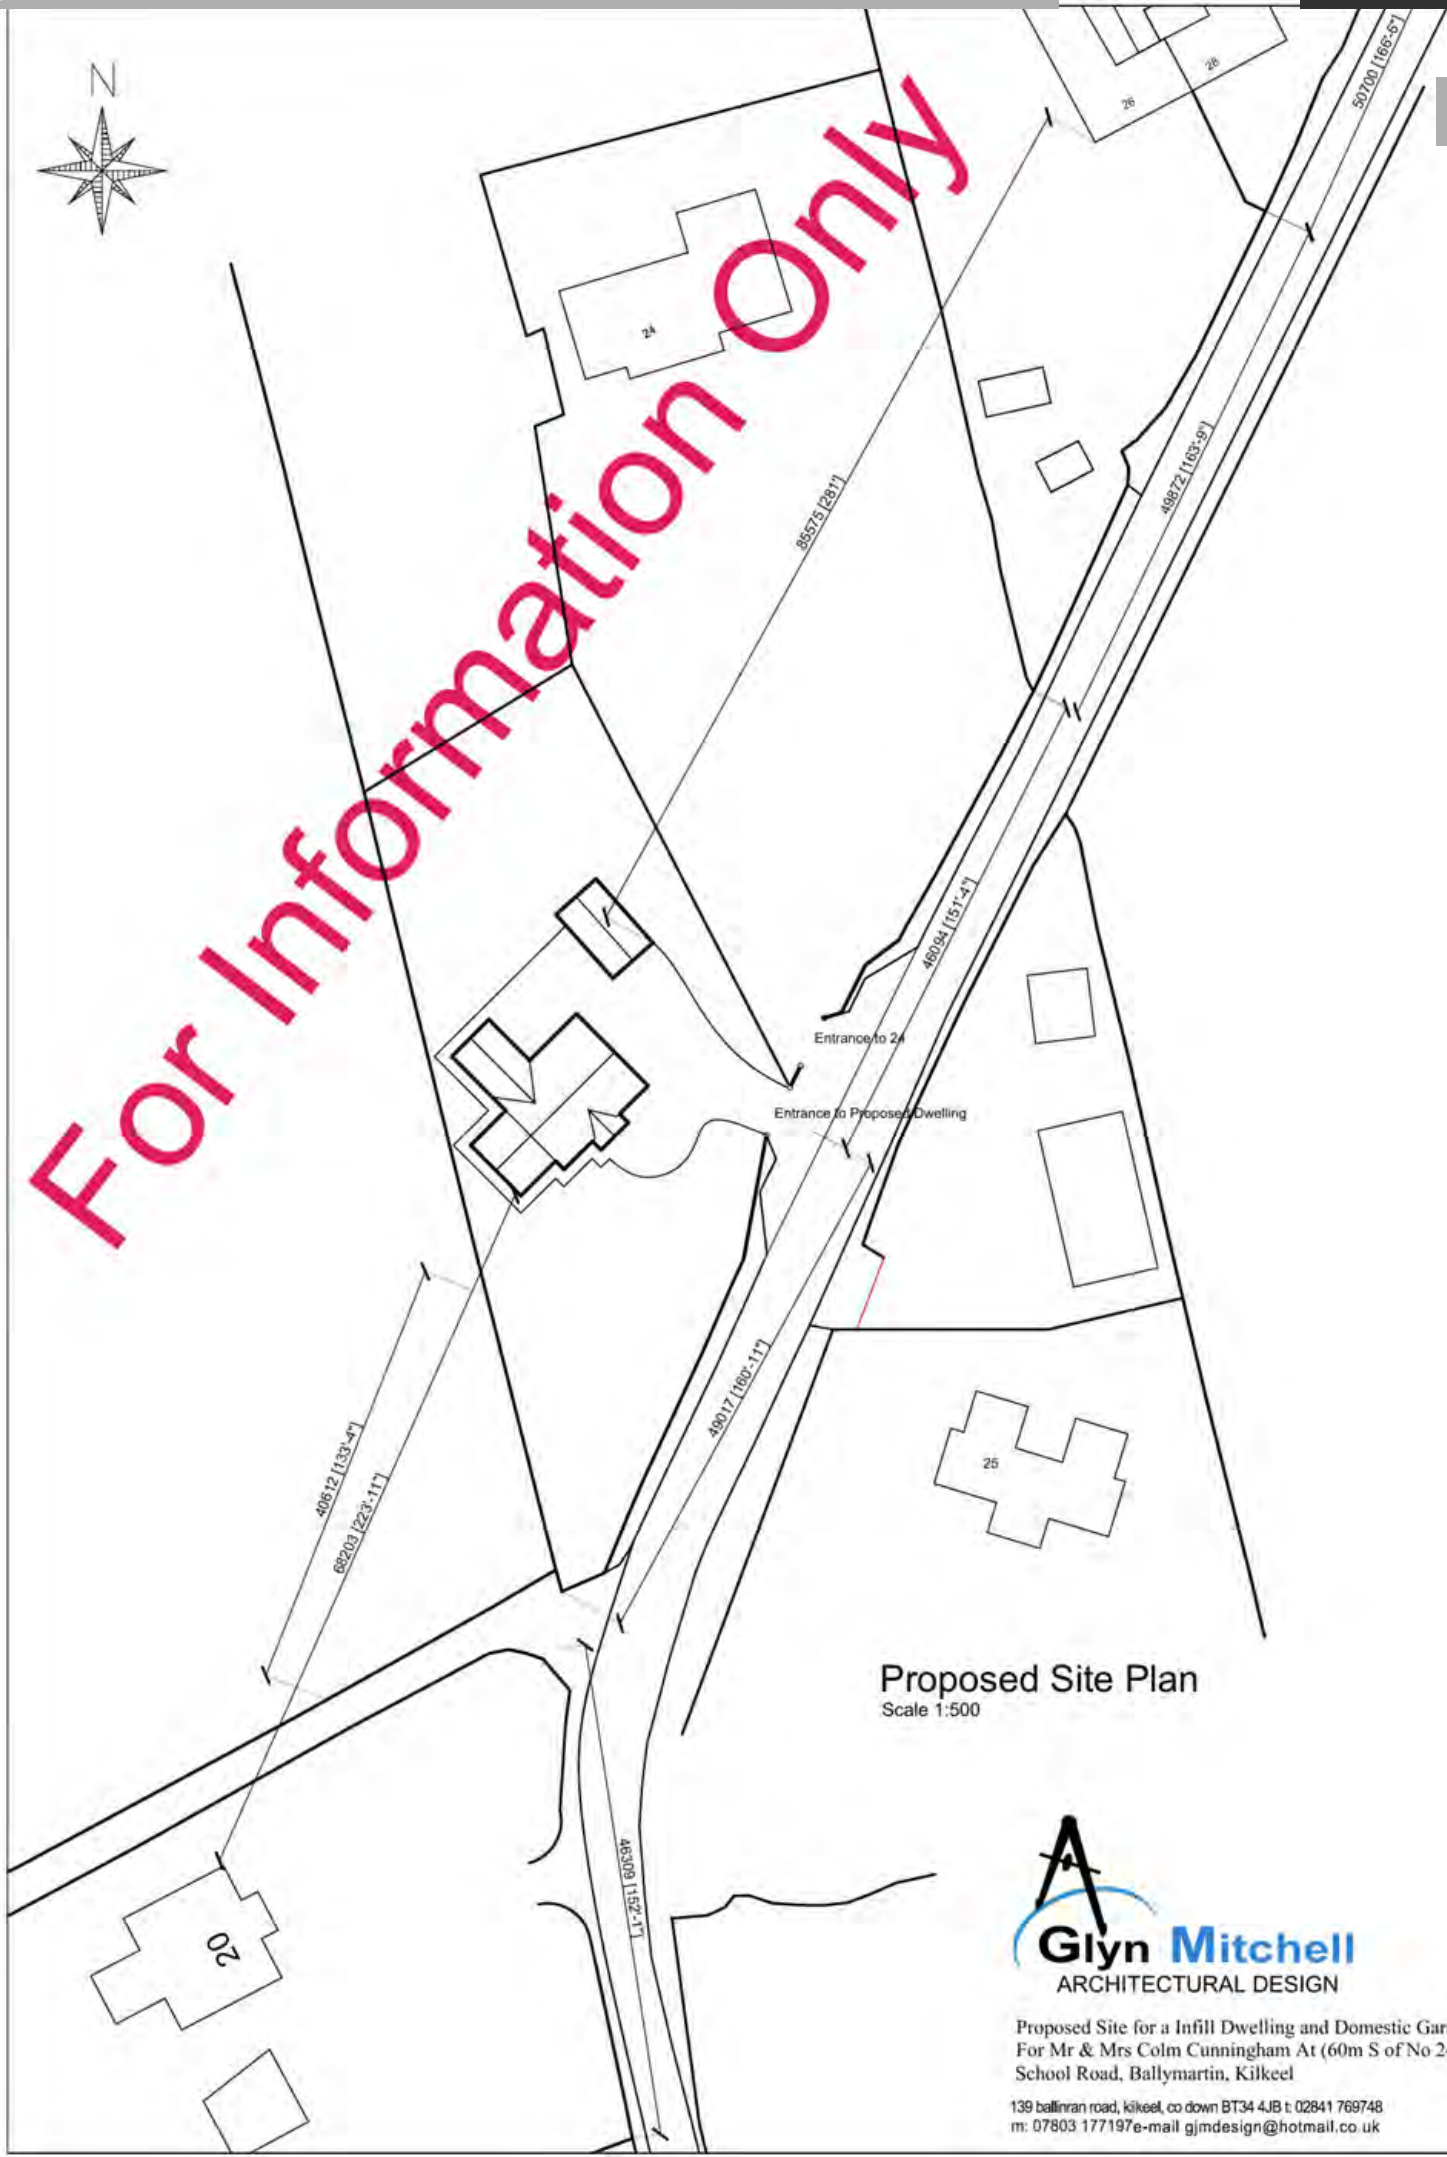 N
For Information Only
26
28
50700 [166'-6"]
24
49872 [163'-9"]
85575 [281']
46094 [151'-4"]
Entrance to 24
Entrance to Proposed Dwelling
49017 [160'-11"]
40612 [133'-4"]
68203 [223'-11"]
25
Proposed Site Plan
Scale 1:500
46309 [152'-1"]
20
Glyn Mitchell
ARCHITECTURAL DESIGN
Proposed Site for a Infill Dwelling and Domestic Gar
For Mr & Mrs Colm Cunningham At (60m S of No 2
School Road, Ballymartin, Kilkeel
139 ballinran road, kilkeel, co down BT34 4JB t: 02841 769748
m: 07803 177197e-mail gjmdesign@hotmail.co.uk